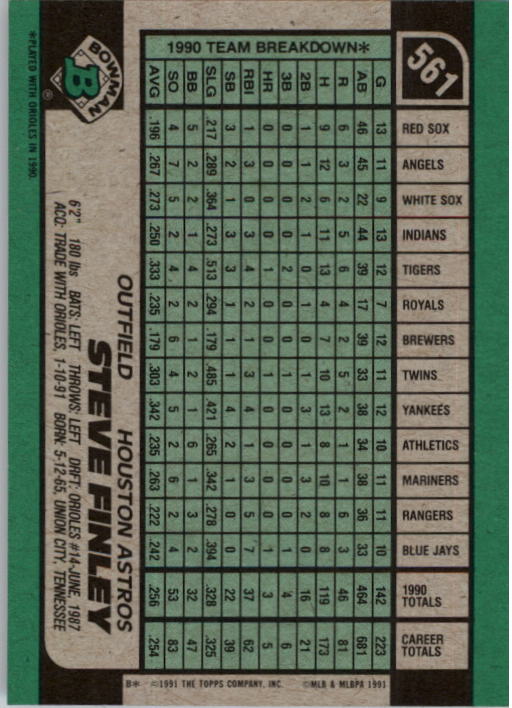 561
1990 TEAM BREAKDOWN*
G AB R H 2B 3B HR RBI SB SLG BB SO AVG
RED SOX 13 46 6 9 1 0 0 1 3 .217 5 4 .196
ANGELS 11 45 3 12 1 0 0 3 2 .289 2 7 .267
WHITE SOX 9 22 2 6 2 0 0 0 1 .364 2 5 .273
INDIANS 13 44 5 11 1 0 0 3 3 .273 1 2 .250
TIGERS 12 39 6 13 0 2 1 4 1 .513 4 4 .333
ROYALS 7 17 4 4 1 0 0 2 1 .294 2 2 .235
BREWERS 12 39 2 7 0 0 0 1 3 .179 1 6 .179
TWINS 11 33 5 10 1 1 1 3 1 .485 2 4 .303
YANKEES 12 38 2 13 3 0 0 4 4 .421 1 5 .342
ATHLETICS 10 34 1 8 1 0 0 1 2 .265 6 2 .235
MARINERS 11 38 1 10 3 0 0 3 1 .342 1 6 .263
RANGERS 11 36 6 8 2 0 0 5 0 .278 3 2 .222
BLUE JAYS 10 33 3 8 0 1 1 7 0 .394 2 4 .242
1990 TOTALS 142 464 46 119 16 4 3 37 22 .328 32 53 .256
CAREER TOTALS 223 681 81 173 21 6 5 62 39 .325 47 83 .254
BOWMAN
B
®
OUTFIELD HOUSTON ASTROS
STEVE FINLEY
6'2" 180 lbs BATS: LEFT THROWS: LEFT DRFT: ORIOLES #14-JUNE, 1987
ACQ: TRADE WITH ORIOLES, 1-10-91 BORN: 5-12-65, UNION CITY, TENNESSEE
*PLAYED WITH ORIOLES IN 1990.
B* ©1991 THE TOPPS COMPANY, INC. ©MLB & MLBPA 1991